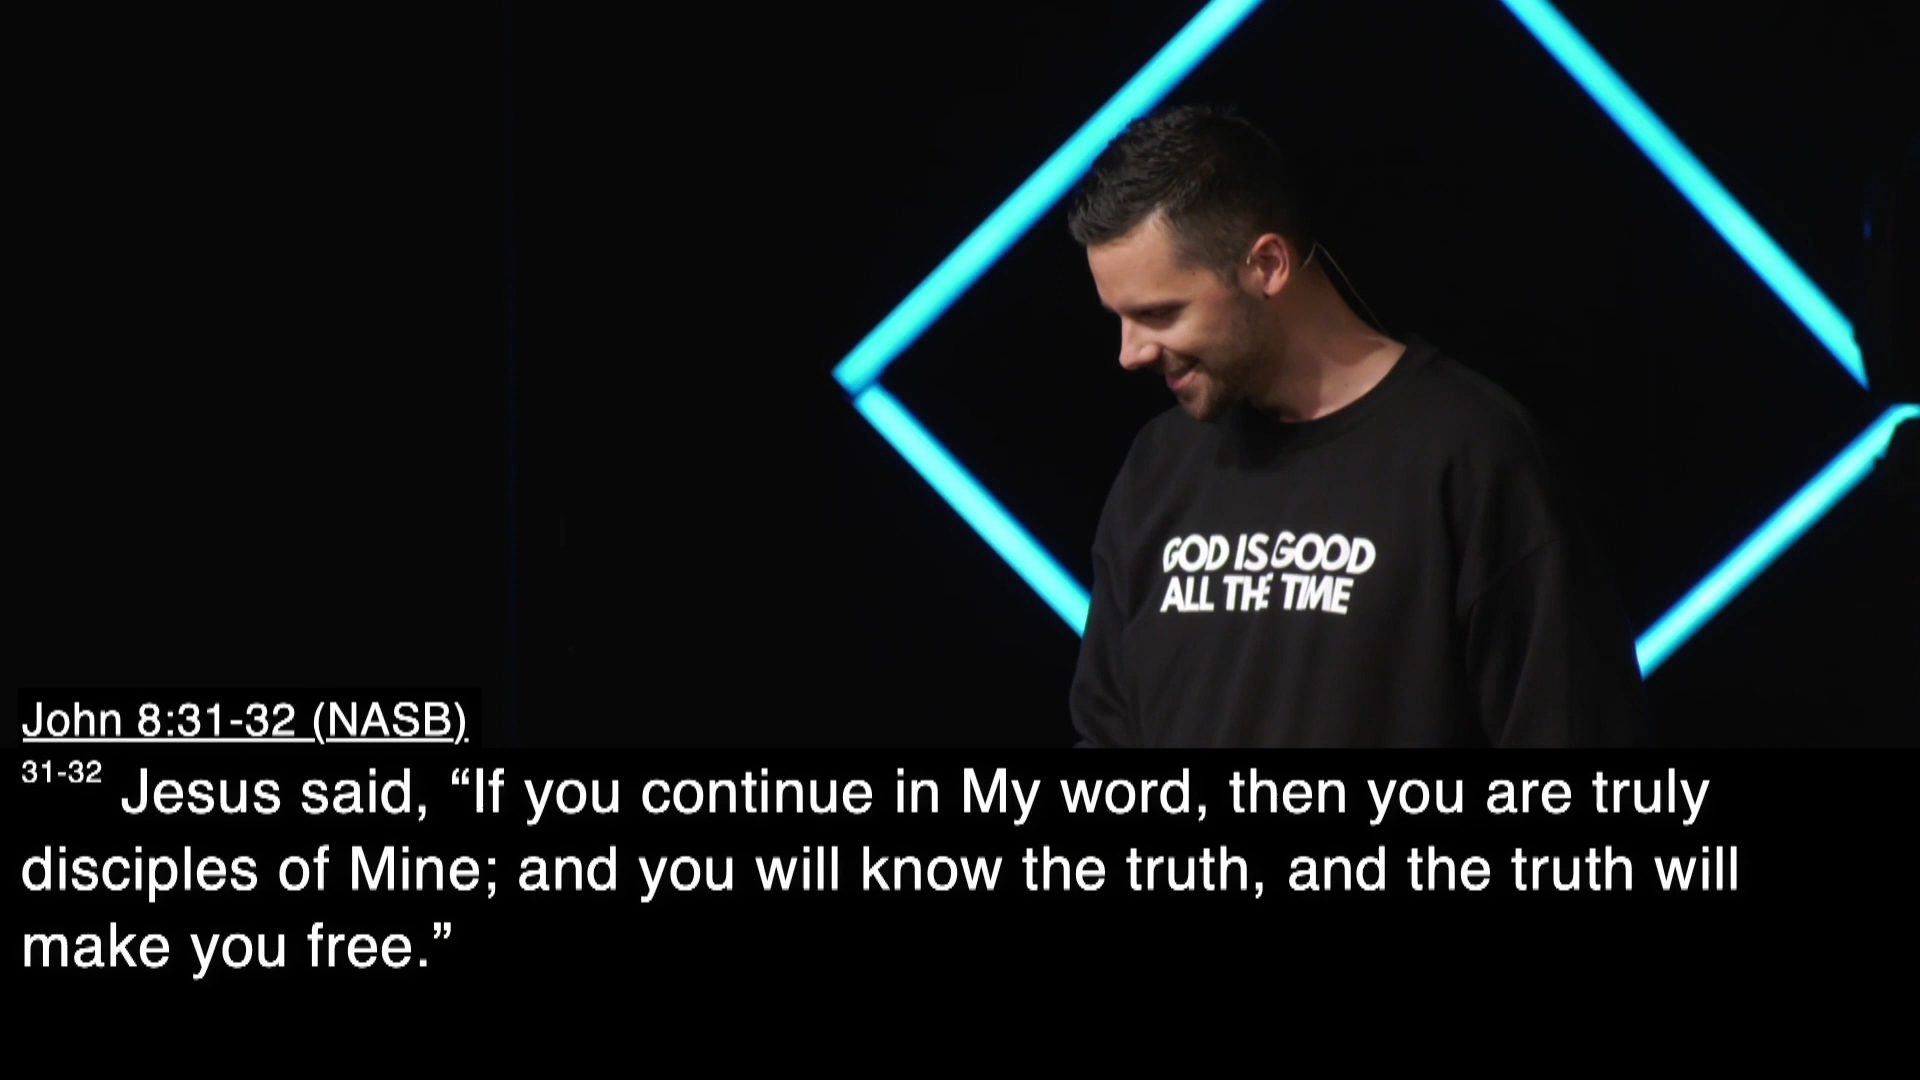 GOD IS GOOD
ALL THE TIME
John 8:31-32 (NASB)
31-32 Jesus said, “If you continue in My word, then you are truly
disciples of Mine; and you will know the truth, and the truth will
make you free.”